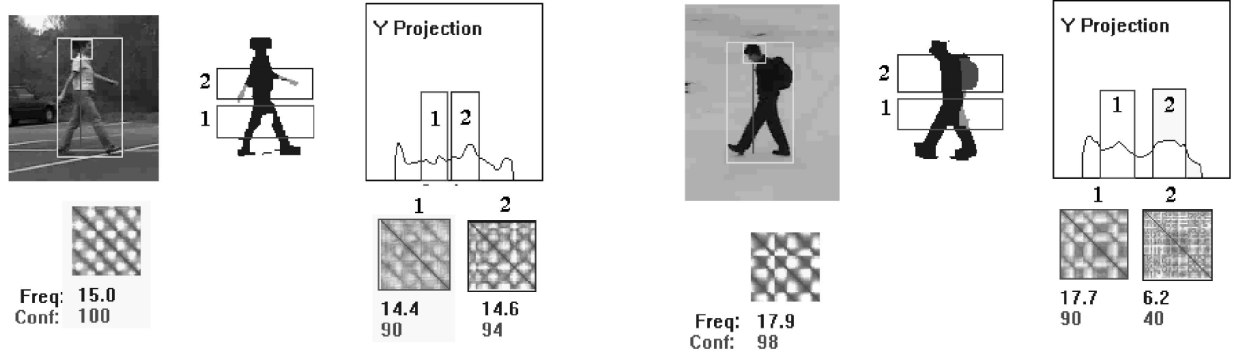 Y Projection
2
1
1 2
1 2
Freq: 15.0
Conf: 100
14.4 14.6
90 94
Y Projection
2
1
1 2
1 2
Freq: 17.9
Conf: 98
17.7 6.2
90 40